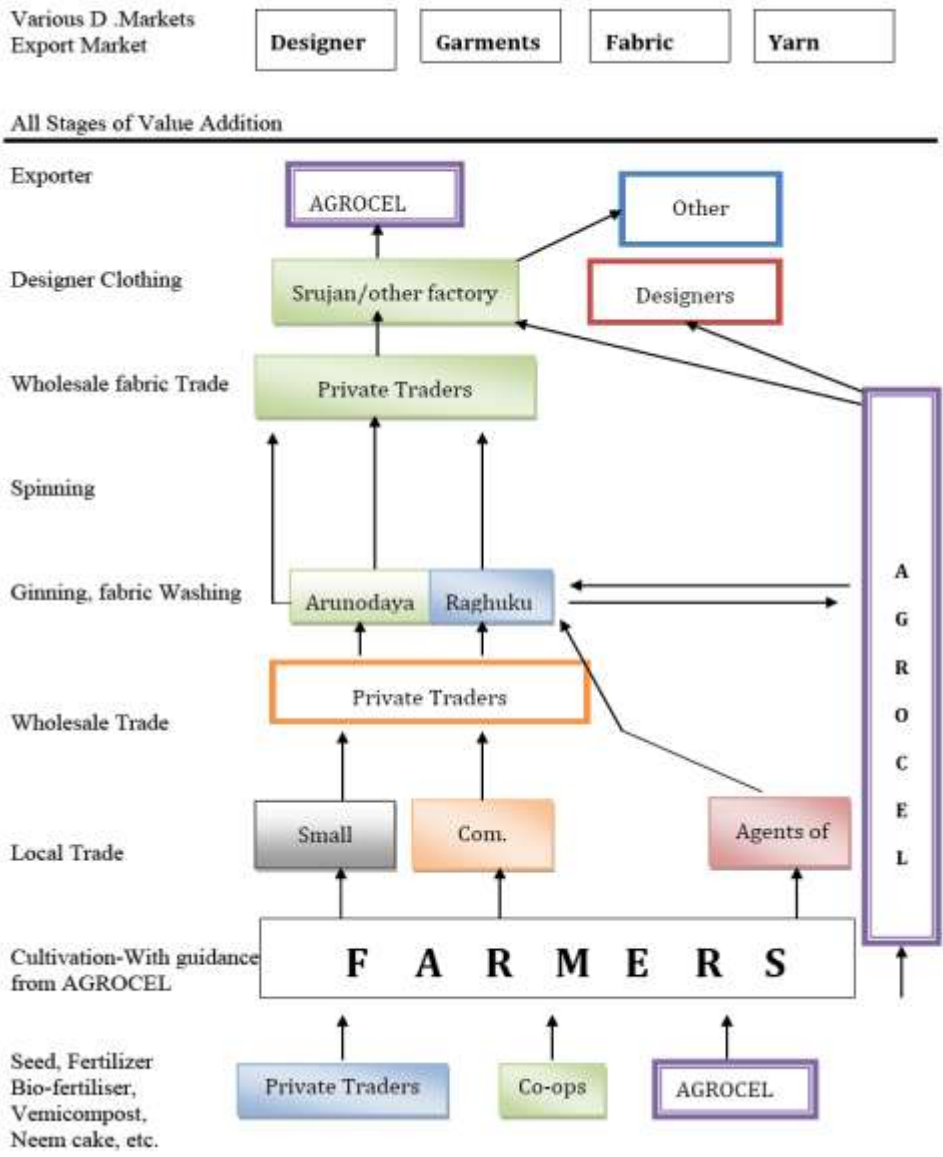 Various D .Markets
Export Market
Designer
Garments
Fabric
Yarn
All Stages of Value Addition
Exporter
AGROCEL
Other
Designer Clothing
Srujan/other factory
Designers
Wholesale fabric Trade
Private Traders
Spinning
Ginning, fabric Washing
Arunodaya
Raghuku
A
G
R
O
C
E
L
Private Traders
Wholesale Trade
Small
Com.
Agents of
Local Trade
Cultivation-With guidance
from AGROCEL
F A R M E R S
Seed, Fertilizer
Bio-fertiliser,
Vemicompost,
Neem cake, etc.
Private Traders
Co-ops
AGROCEL